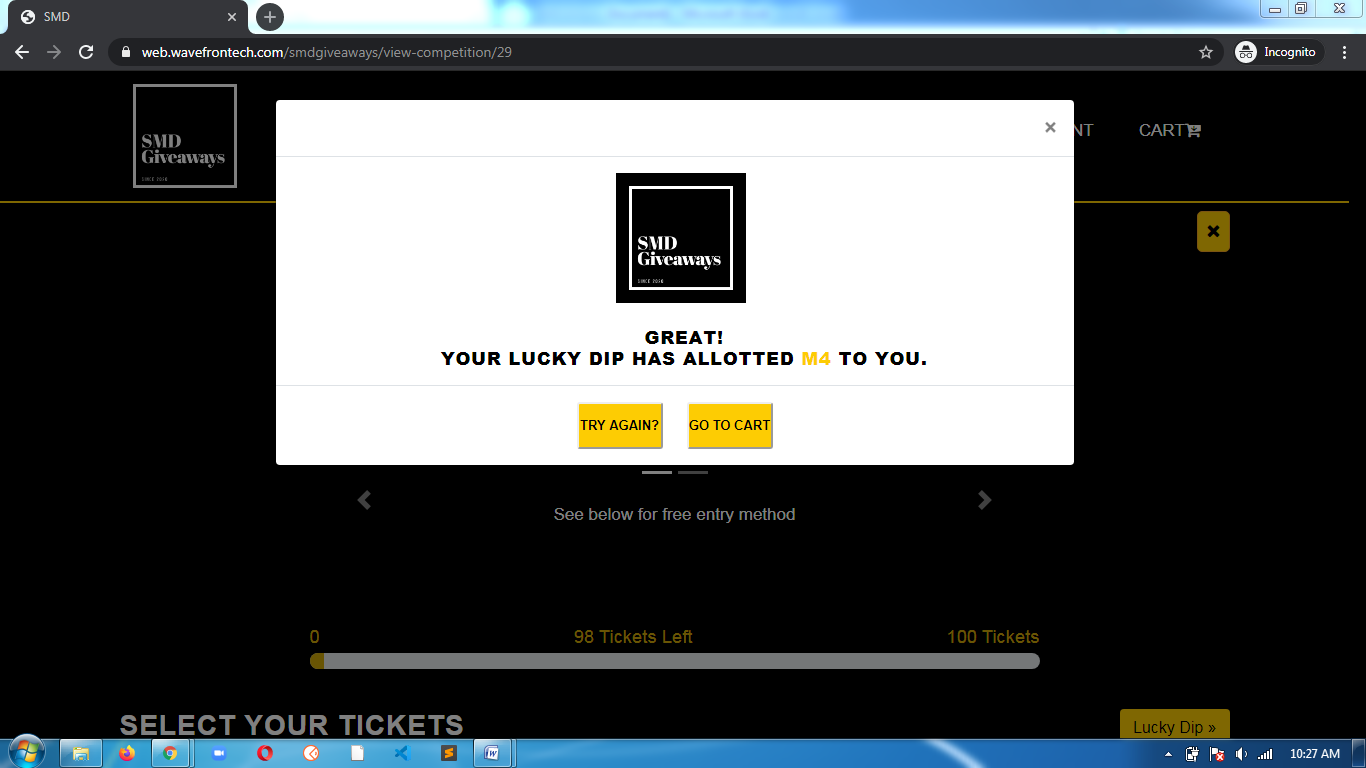 SMD
web.wavefrontech.com/smdgiveaways/view-competition/29
Incognito
SMD
Giveaways
SINCE 2020
NT
CART
×
SMD
Giveaways
SINCE 2020
GREAT!
YOUR LUCKY DIP HAS ALLOTTED M4 TO YOU.
TRY AGAIN?
GO TO CART
See below for free entry method
0
98 Tickets Left
100 Tickets
SELECT YOUR TICKETS
Lucky Dip »
10:27 AM